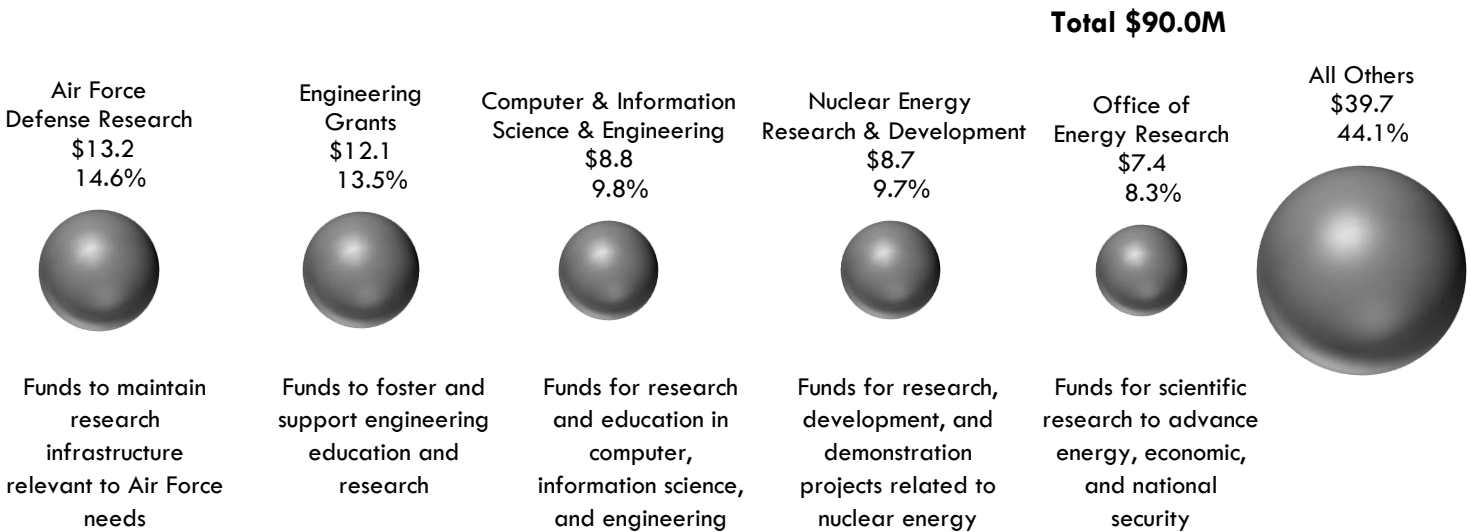 Total $90.0M
Air Force
Defense Research
$13.2
14.6%
Engineering
Grants
$12.1
13.5%
Computer & Information
Science & Engineering
$8.8
9.8%
Nuclear Energy
Research & Development
$8.7
9.7%
Office of
Energy Research
$7.4
8.3%
All Others
$39.7
44.1%
Funds to maintain
research
infrastructure
relevant to Air Force
needs
Funds to foster and
support engineering
education and
research
Funds for research
and education in
computer,
information science,
and engineering
Funds for research,
development, and
demonstration
projects related to
nuclear energy
Funds for scientific
research to advance
energy, economic,
and national
security